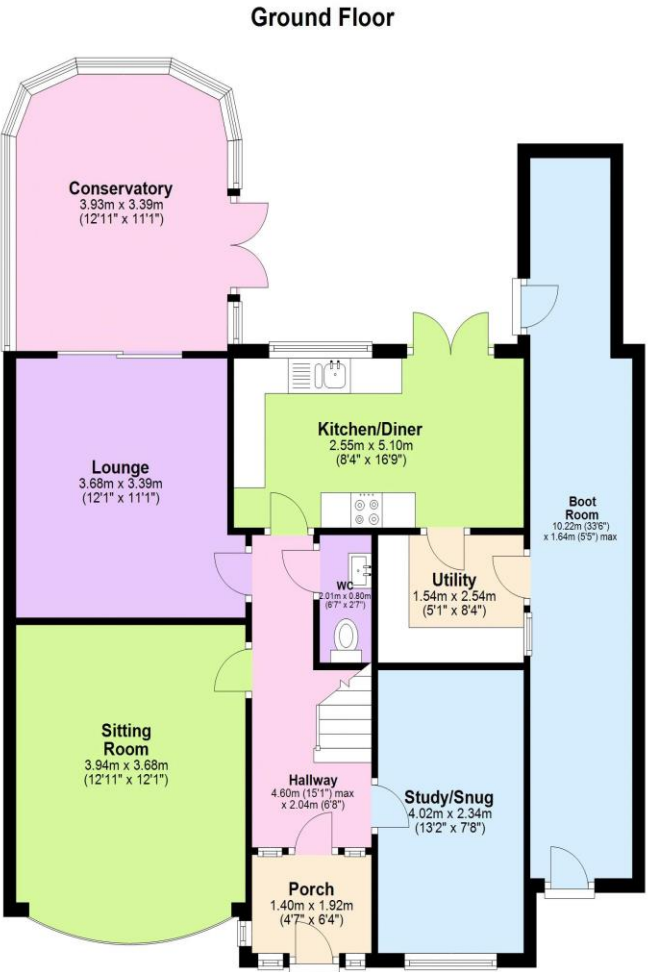 Ground Floor
Conservatory
3.93m x 3.39m
(12'11" x 11'1")
Kitchen/Diner
2.55m x 5.10m
(8'4" x 16'9")
Lounge
3.68m x 3.39m
(12'1" x 11'1")
Boot
Room
10.22m (33'6")
x 1.64m (5'5") max
WC
2.01m x 0.80m
(6'7" x 2'7")
Utility
1.54m x 2.54m
(5'1" x 8'4")
Sitting
Room
3.94m x 3.68m
(12'11" x 12'1")
Hallway
4.60m (15'1") max
x 2.04m (6'8")
Study/Snug
4.02m x 2.34m
(13'2" x 7'8")
Porch
1.40m x 1.92m
(4'7" x 6'4")